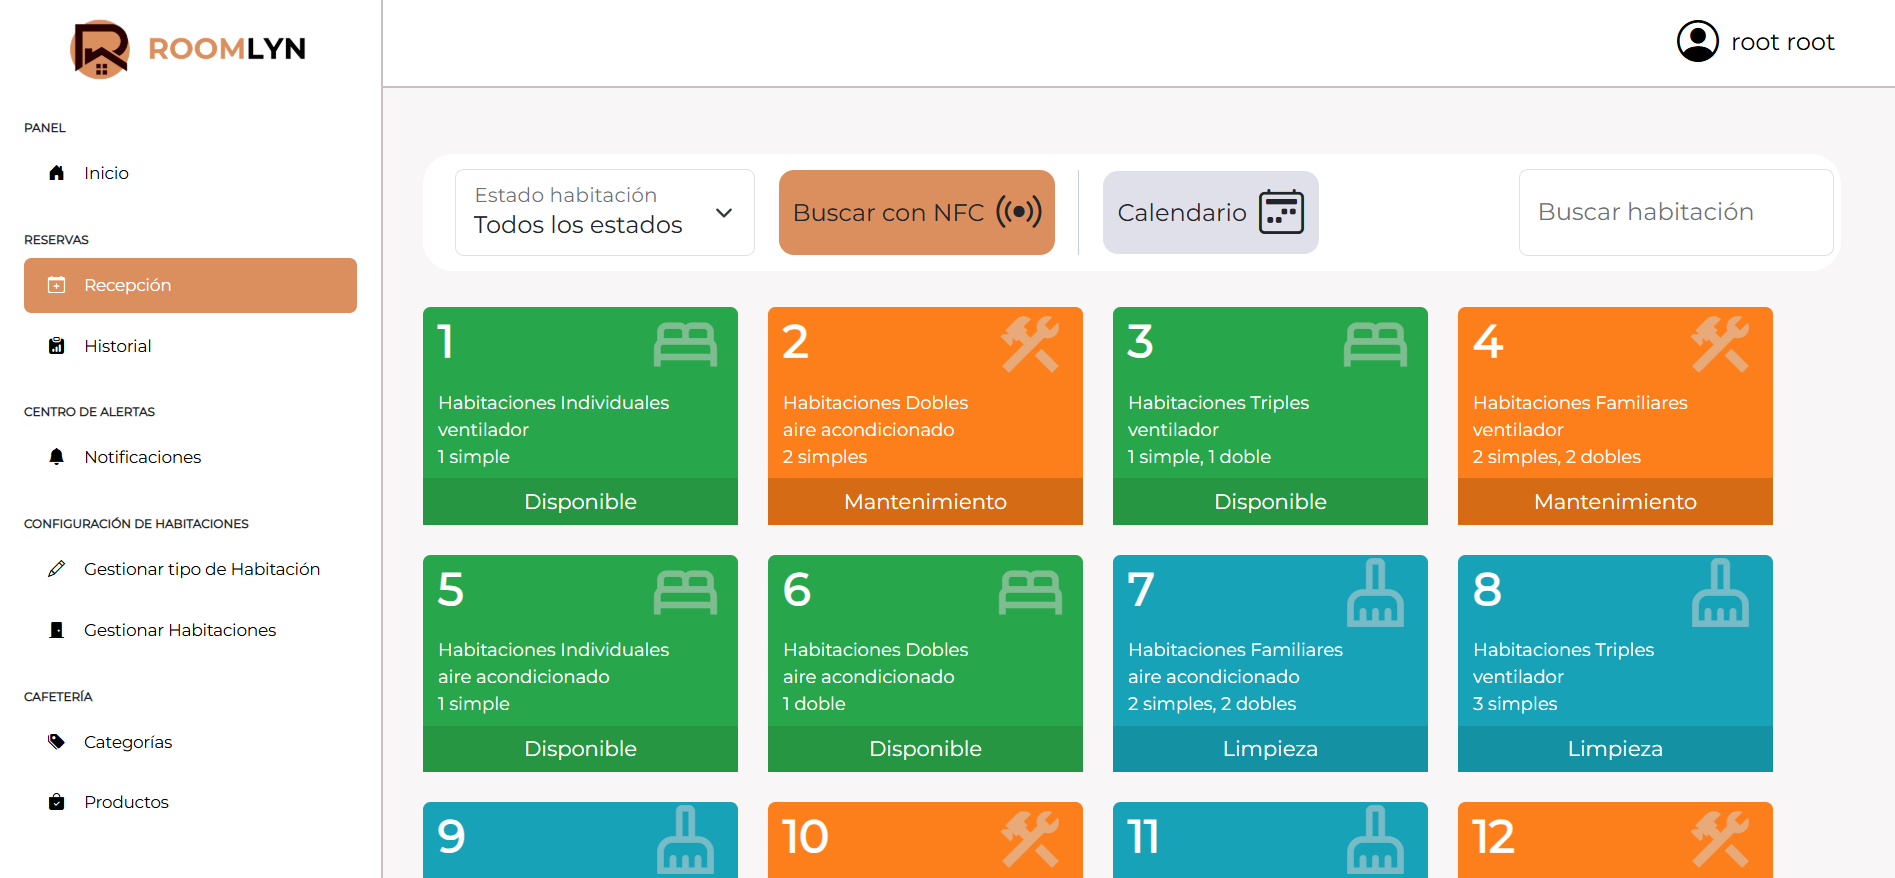 ROOMLYN
root root
PANEL
Inicio
RESERVAS
Recepción
Historial
CENTRO DE ALERTAS
Notificaciones
CONFIGURACIÓN DE HABITACIONES
Gestionar tipo de Habitación
Gestionar Habitaciones
CAFETERÍA
Categorías
Productos
Estado habitación
Todos los estados
Buscar con NFC
Calendario
Buscar habitación
1
Habitaciones Individuales
ventilador
1 simple
Disponible
2
Habitaciones Dobles
aire acondicionado
2 simples
Mantenimiento
3
Habitaciones Triples
ventilador
1 simple, 1 doble
Disponible
4
Habitaciones Familiares
ventilador
2 simples, 2 dobles
Mantenimiento
5
Habitaciones Individuales
aire acondicionado
1 simple
Disponible
6
Habitaciones Dobles
aire acondicionado
1 doble
Disponible
7
Habitaciones Familiares
aire acondicionado
2 simples, 2 dobles
Limpieza
8
Habitaciones Triples
ventilador
3 simples
Limpieza
9
10
11
12